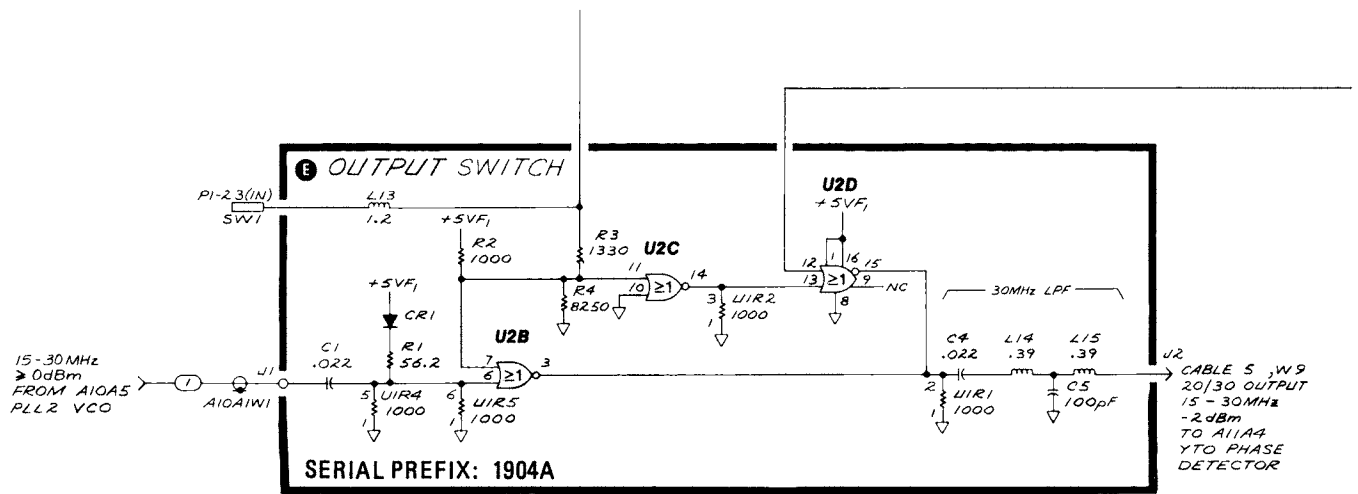 E OUTPUT SWITCH
P1-23(IN)
SW1
L13
1.2
+5VF1
R2
1000
R3
1330
U2C
11
10
≥1
14
R4
8250
3
U1R2
1000
1
U2D
+5VF1
1
16
12
13
≥1
15
9
NC
8
+5VF1
CR1
R1
56.2
U2B
7
6
≥1
3
15-30MHz
≥0dBm
FROM A10A5
PLL2 VCO
1
A10A1W1
J1
C1
.022
5
U1R4
1000
1
6
U1R5
1000
1
30MHz LPF
C4
.022
L14
.39
L15
.39
2
U1R1
1000
1
C5
100pF
J2
CABLE 5, W9
20/30 OUTPUT
15-30MHz
-2dBm
TO A11A4
YTO PHASE
DETECTOR
SERIAL PREFIX: 1904A